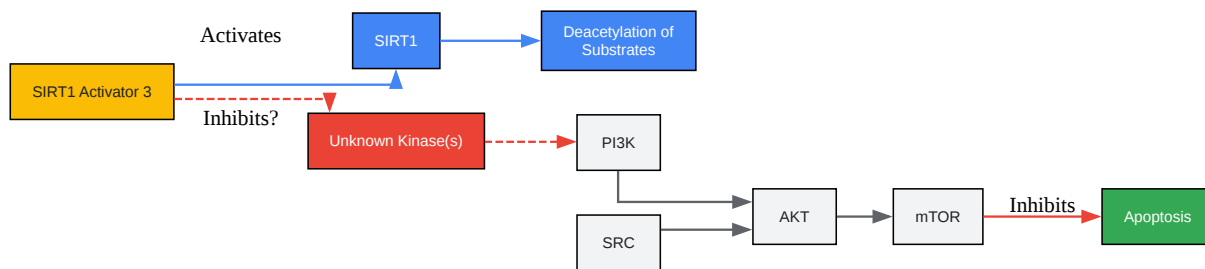 Activates
SIRT1
Deacetylation of
Substrates
SIRT1 Activator 3
Inhibits?
Unknown Kinase(s)
PI3K
SRC
AKT
mTOR
Inhibits
Apoptosis